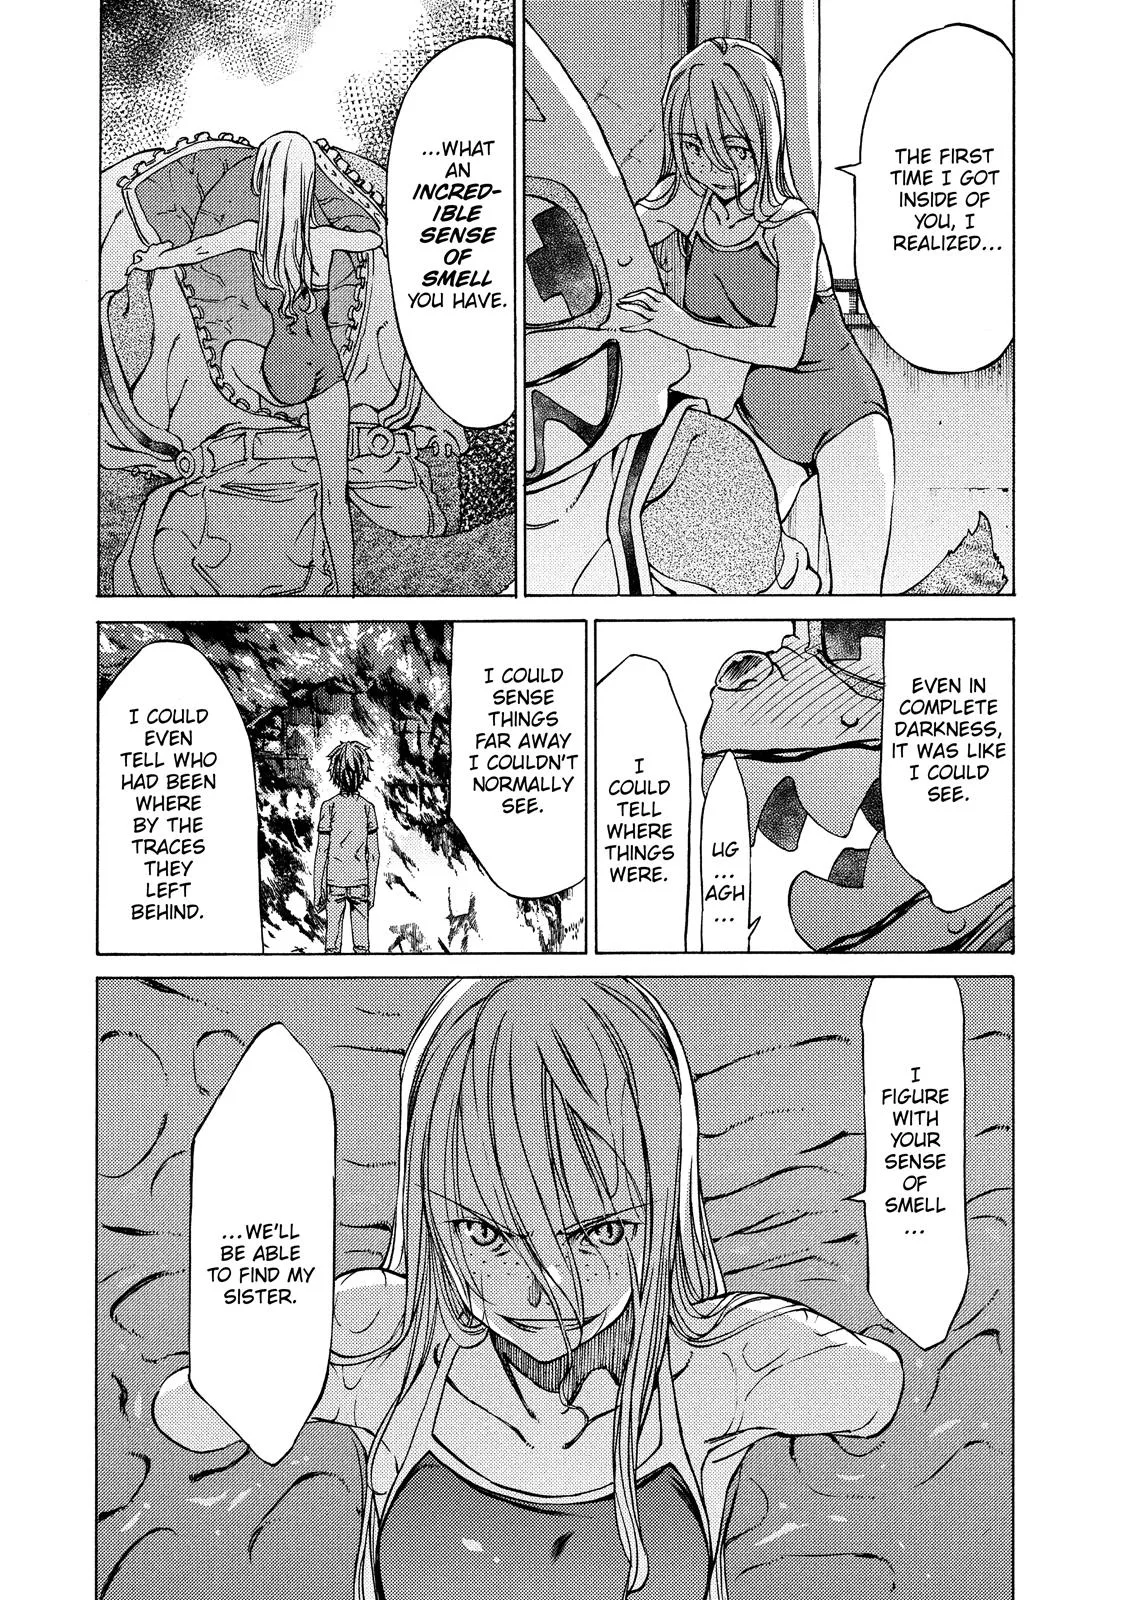 THE FIRST
TIME I GOT
INSIDE OF
YOU, I
REALIZED...
...WHAT
AN
INCRED-
IBLE
SENSE
OF
SMELL
YOU HAVE.
EVEN IN
COMPLETE
DARKNESS,
IT WAS LIKE
I COULD
SEE.
UG
...
AGH
...
I
COULD
TELL
WHERE
THINGS
WERE.
I COULD
SENSE
THINGS
FAR AWAY
I COULDN'T
NORMALLY
SEE.
I COULD
EVEN
TELL WHO
HAD BEEN
WHERE
BY THE
TRACES
THEY
LEFT
BEHIND.
I
FIGURE
WITH
YOUR
SENSE
OF
SMELL
...
...WE'LL
BE ABLE
TO FIND MY
SISTER.